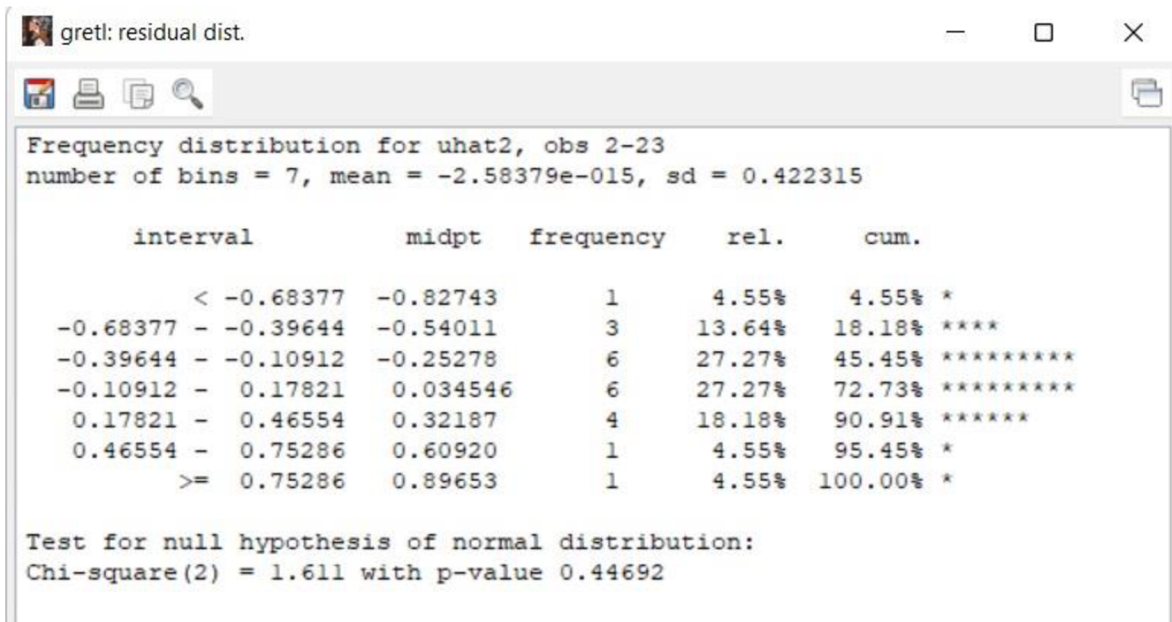 gretl: residual dist.
Frequency distribution for uhat2, obs 2-23
number of bins = 7, mean = -2.58379e-015, sd = 0.422315
interval midpt frequency rel. cum.
< -0.68377 -0.82743 1 4.55% 4.55% *
-0.68377 - -0.39644 -0.54011 3 13.64% 18.18% ****
-0.39644 - -0.10912 -0.25278 6 27.27% 45.45% *********
-0.10912 - 0.17821 0.034546 6 27.27% 72.73% *********
0.17821 - 0.46554 0.32187 4 18.18% 90.91% ******
0.46554 - 0.75286 0.60920 1 4.55% 95.45% *
>= 0.75286 0.89653 1 4.55% 100.00% *
Test for null hypothesis of normal distribution:
Chi-square(2) = 1.611 with p-value 0.44692